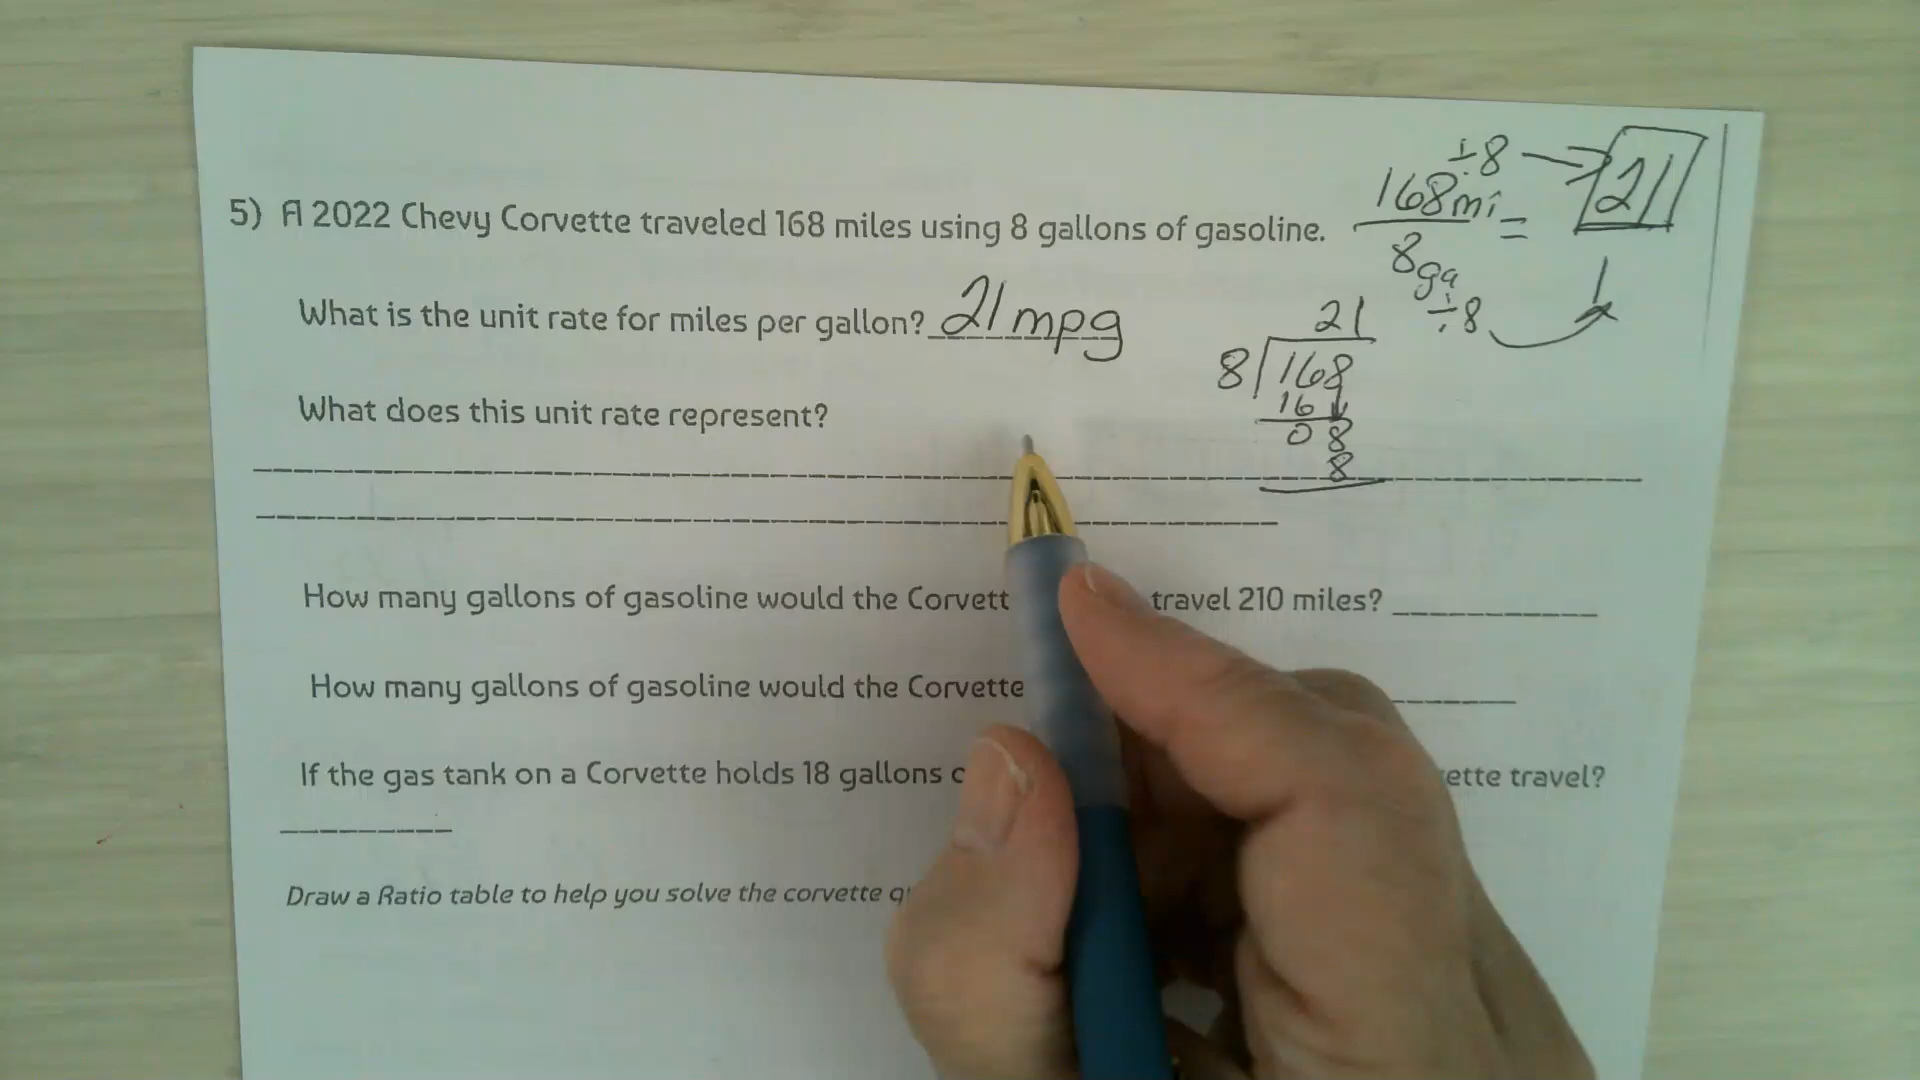 ÷8 → 21
168mi =
5) A 2022 Chevy Corvette traveled 168 miles using 8 gallons of gasoline.
8ga
1
÷8
What is the unit rate for miles per gallon? 21mpg
21
8 168
16
What does this unit rate represent?
08
8
How many gallons of gasoline would the travel 210 miles?
How many gallons of gasoline would the Corvette
If the gas tank on a Corvette holds 18 gallons travel?
Draw a Ratio table to help you solve the corvette